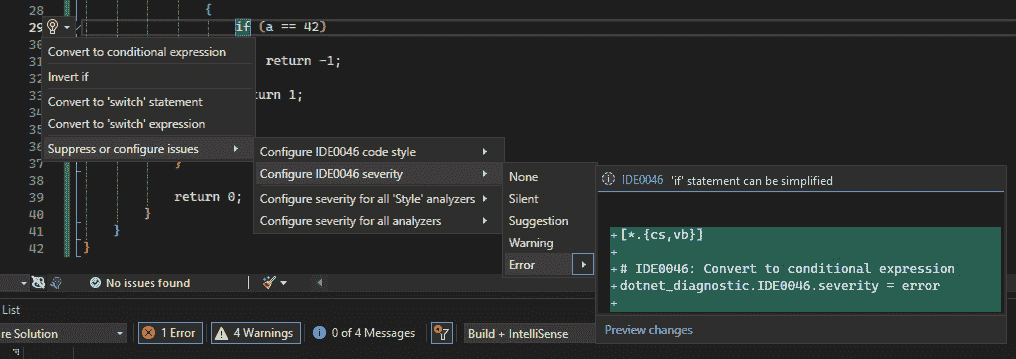 28 {
29 if (a == 42)
30
Convert to conditional expression
31 return -1;
Invert if
32
Convert to 'switch' statement
33 urn 1;
34
Convert to 'switch' expression
35
36
Suppress or configure issues
Configure IDE0046 code style
37 }
Configure IDE0046 severity
None
IDE0046 'if' statement can be simplified
38
39 return 0;
Configure severity for all 'Style' analyzers
Silent
40 }
Configure severity for all analyzers
Suggestion
41 }
Warning
42 }
Error
+[*.{cs,vb}]
+
+# IDE0046: Convert to conditional expression
+dotnet_diagnostic.IDE0046.severity = error
+
Preview changes
No issues found
List
re Solution
1 Error
4 Warnings
0 of 4 Messages
Build + IntelliSense